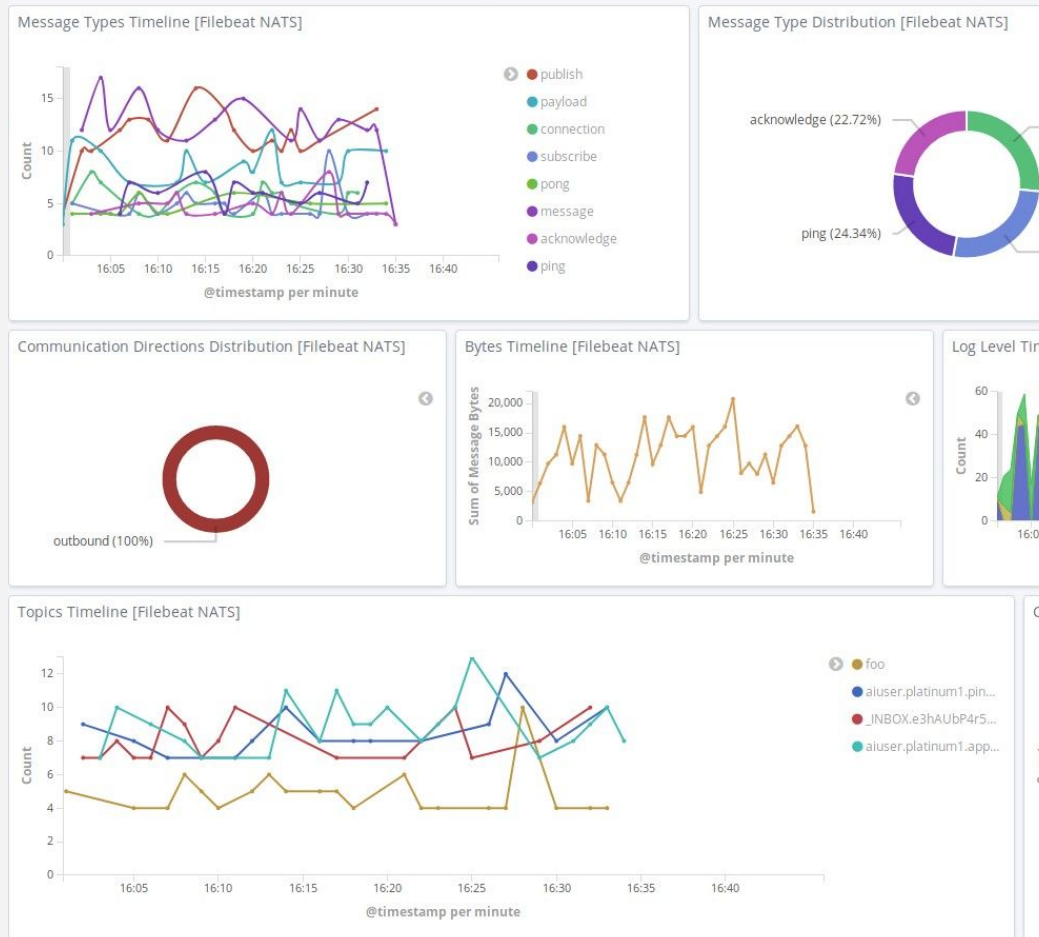 Message Types Timeline [Filebeat NATS]
15
10
5
0
Count
16:05 16:10 16:15 16:20 16:25 16:30 16:35 16:40
@timestamp per minute
publish
payload
connection
subscribe
pong
message
acknowledge
ping
Message Type Distribution [Filebeat NATS]
acknowledge (22.72%)
ping (24.34%)
Communication Directions Distribution [Filebeat NATS]
outbound (100%)
Bytes Timeline [Filebeat NATS]
20,000
15,000
10,000
5,000
0
Sum of Message Bytes
16:05 16:10 16:15 16:20 16:25 16:30 16:35 16:40
@timestamp per minute
Log Level Tim
60
40
20
0
Count
16:0
Topics Timeline [Filebeat NATS]
12
10
8
6
4
2
0
Count
16:05 16:10 16:15 16:20 16:25 16:30 16:35 16:40
@timestamp per minute
foo
aiuser.platinum1.pin...
_INBOX.e3hAUbP4r5...
aiuser.platinum1.app...